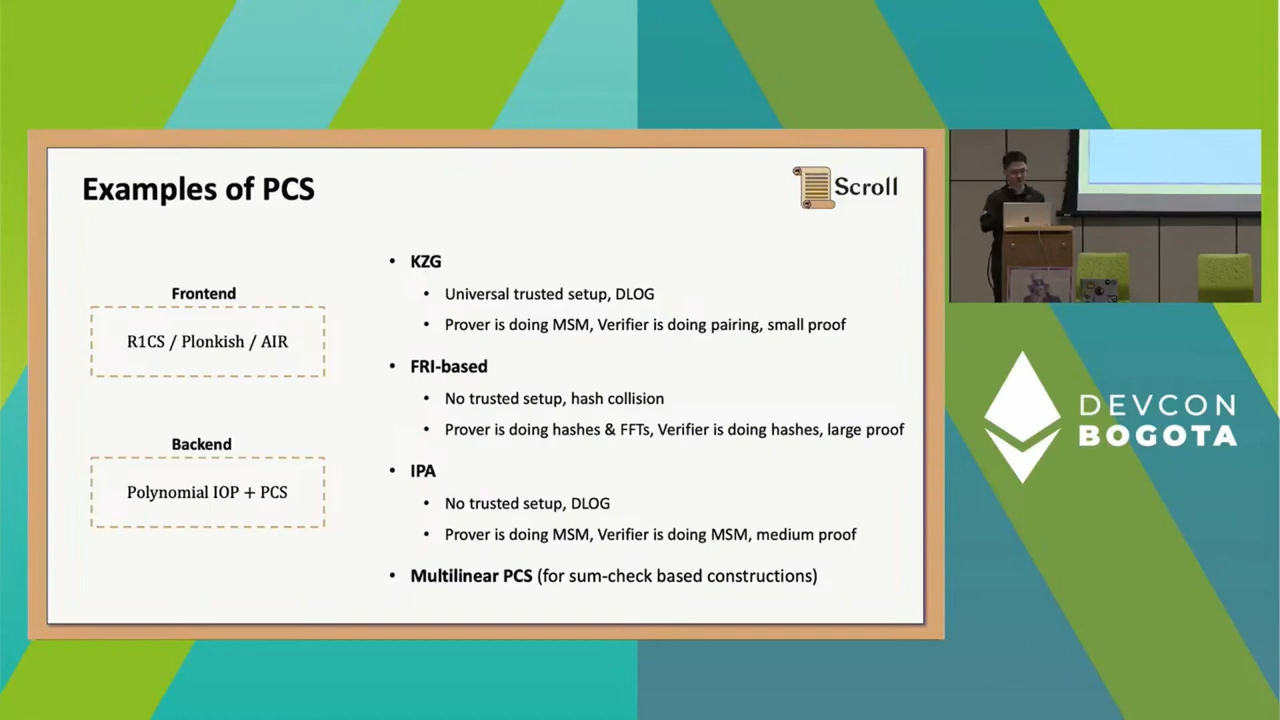 Examples of PCS
Scroll
Frontend
R1CS / Plonkish / AIR
Backend
Polynomial IOP + PCS
• KZG
• Universal trusted setup, DLOG
• Prover is doing MSM, Verifier is doing pairing, small proof
• FRI-based
• No trusted setup, hash collision
• Prover is doing hashes & FFTs, Verifier is doing hashes, large proof
• IPA
• No trusted setup, DLOG
• Prover is doing MSM, Verifier is doing MSM, medium proof
• Multilinear PCS (for sum-check based constructions)
DEVCON
BOGOTA